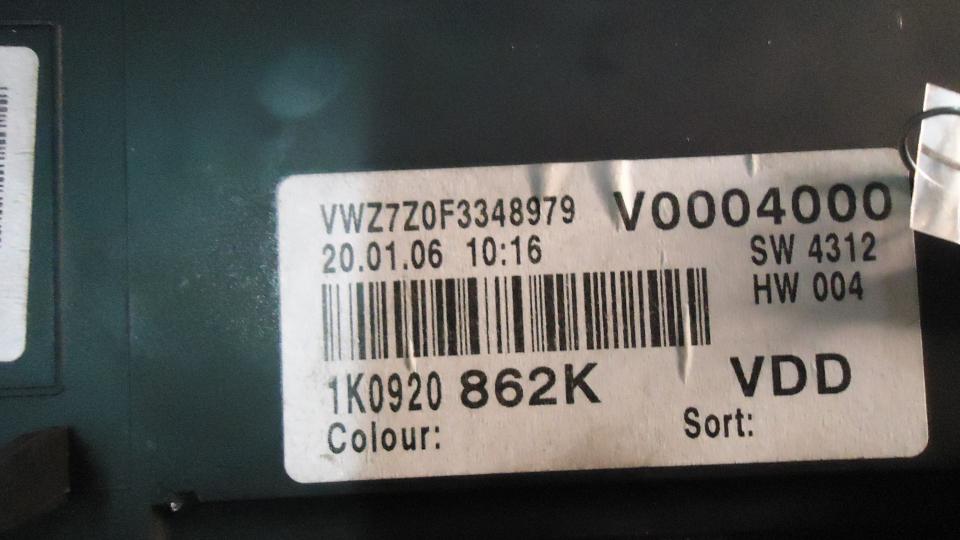 VWZ7Z0F3348979 V0004000
20.01.06 10:16 SW 4312
HW 004
1K0920 862K VDD
Colour: Sort: